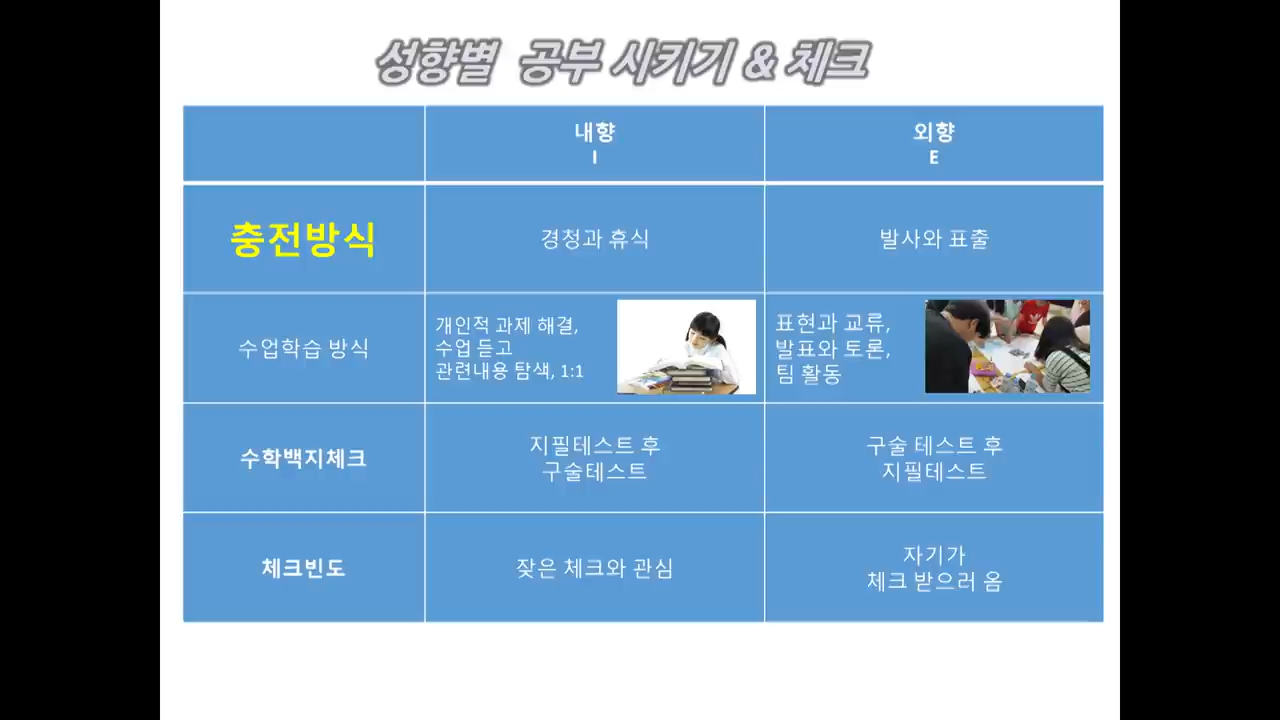 성향별 공부 시키기 & 체크
내향
I
외향
E
충전방식
경청과 휴식
발사와 표출
수업학습 방식
개인적 과제 해결,
수업 듣고
관련내용 탐색, 1:1
표현과 교류,
발표와 토론,
팀 활동
수학백지체크
지필테스트 후
구술테스트
구술 테스트 후
지필테스트
체크빈도
잦은 체크와 관심
자기가
체크 받으러 옴